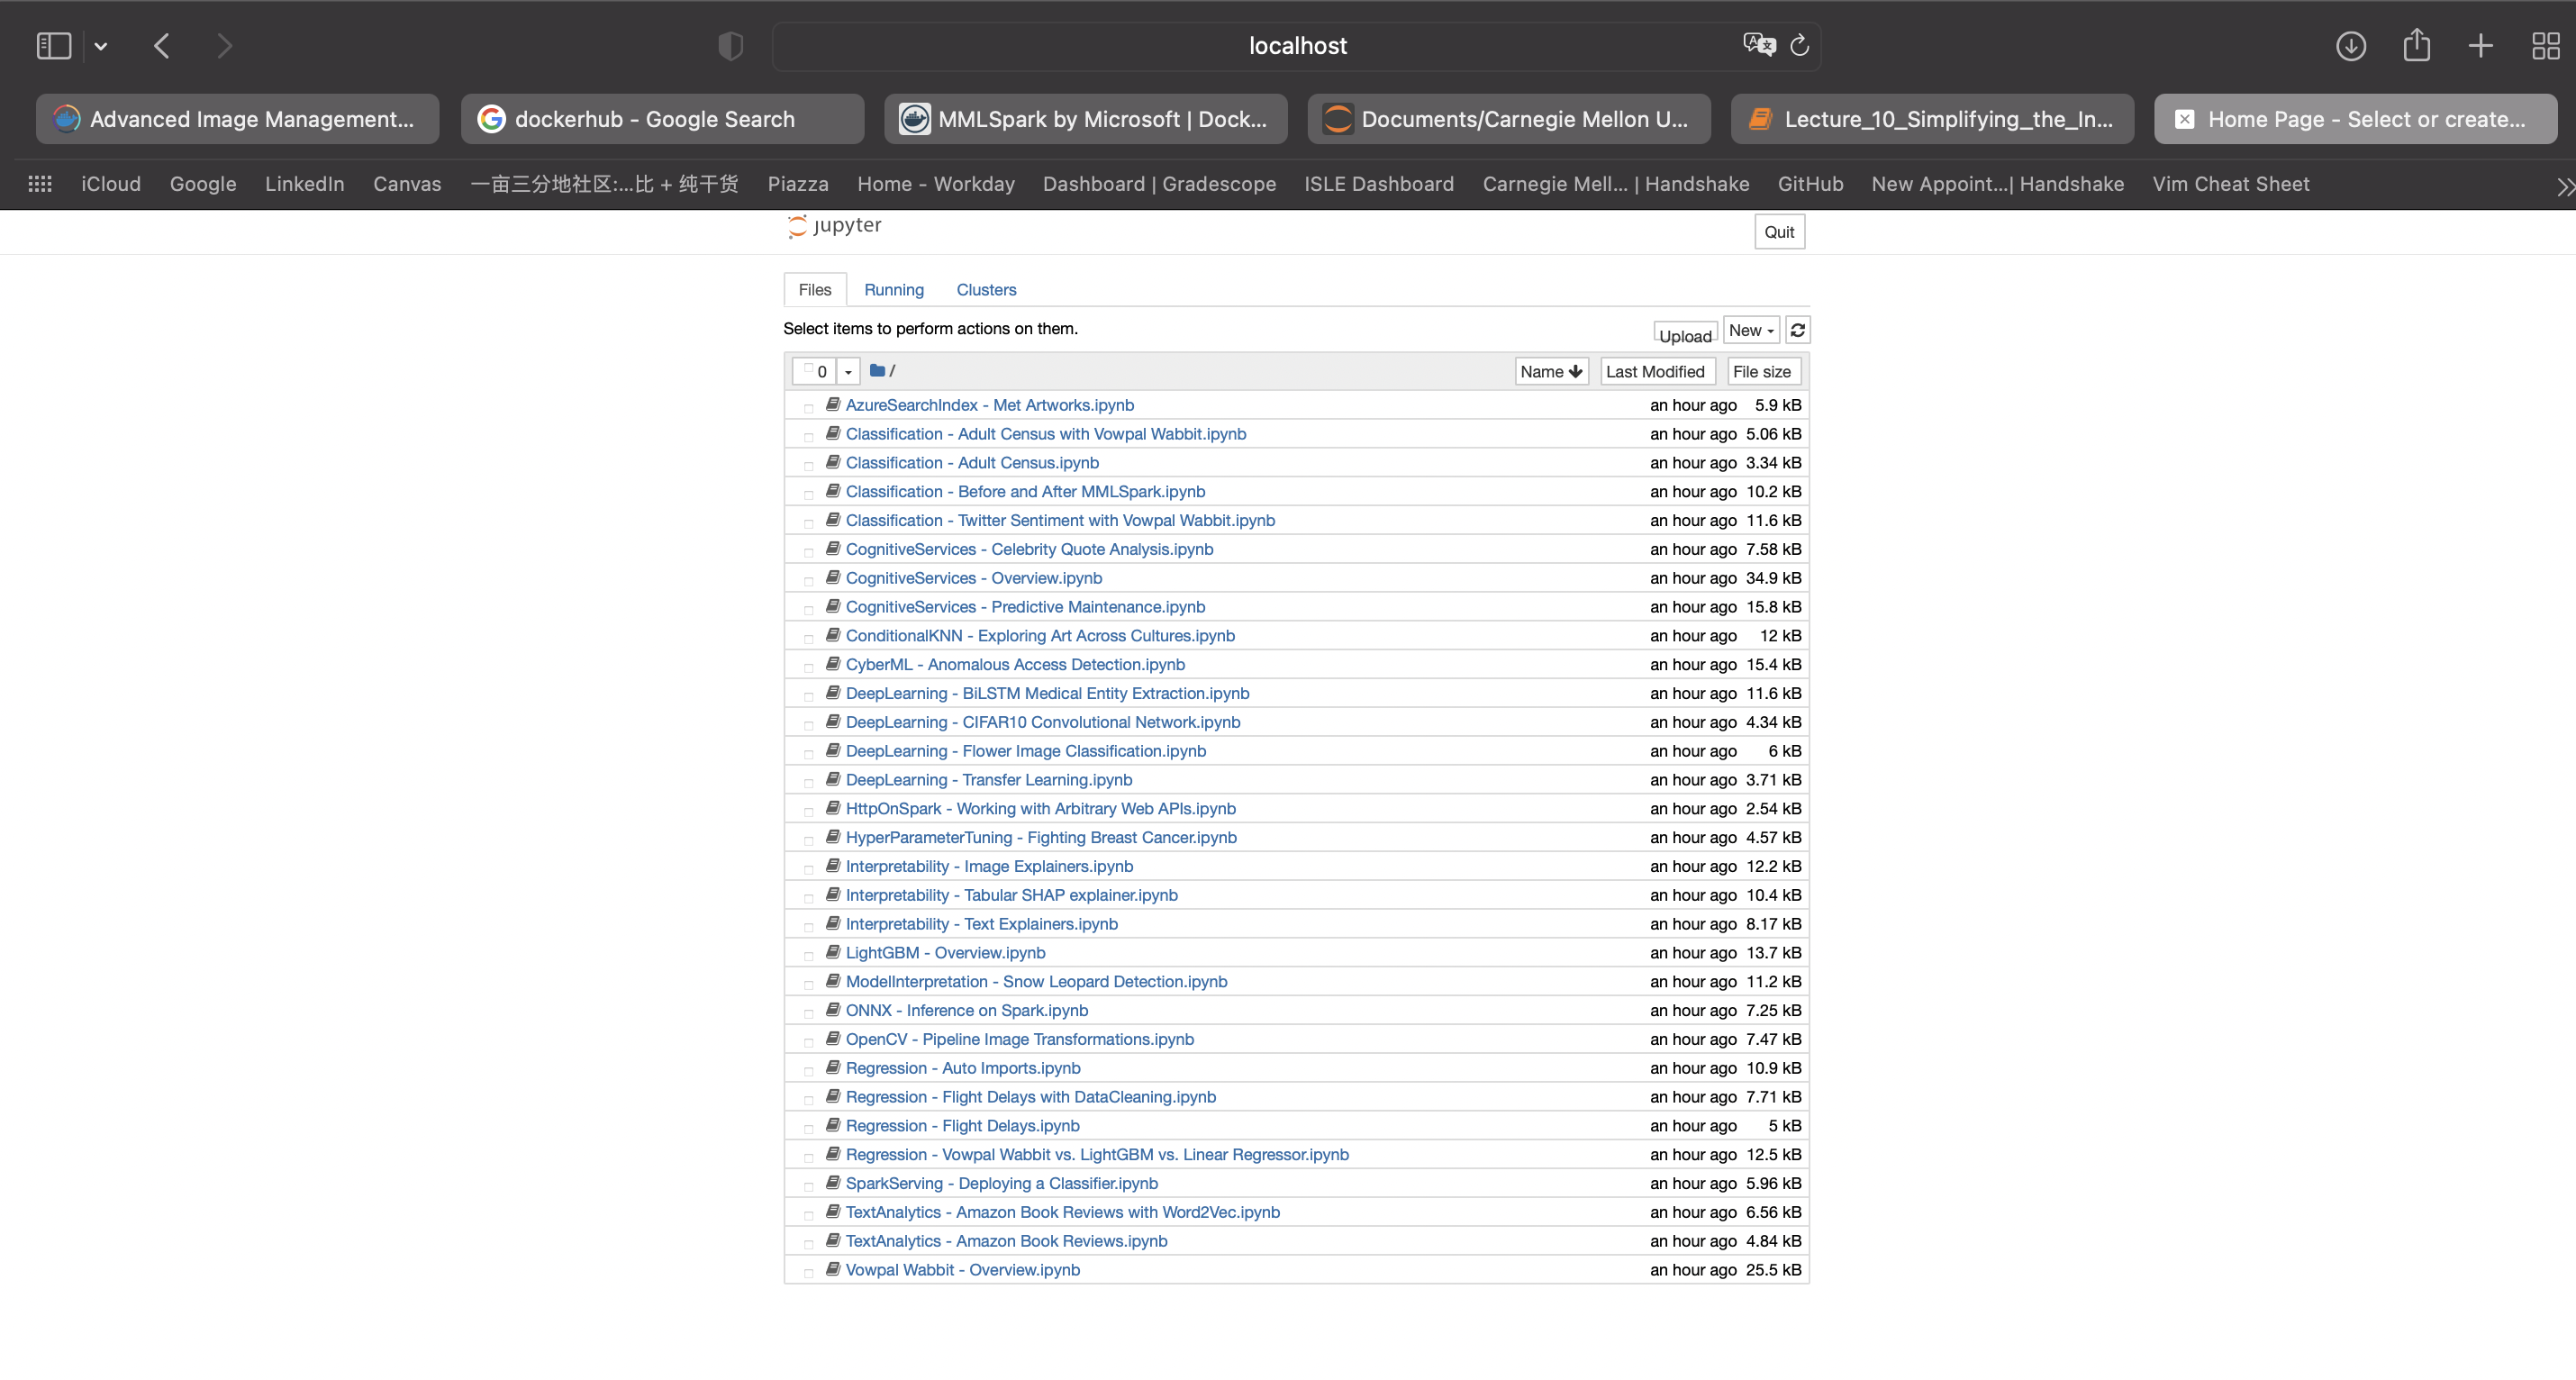 localhost
Advanced Image Management...
dockerhub - Google Search
MMLSpark by Microsoft | Dock...
Documents/Carnegie Mellon U...
Lecture_10_Simplifying_the_In...
Home Page - Select or create...
iCloud Google LinkedIn Canvas 一亩三分地社区:...比 + 纯干货 Piazza Home - Workday Dashboard | Gradescope ISLE Dashboard Carnegie Mell... | Handshake GitHub New Appoint...| Handshake Vim Cheat Sheet
jupyter
Quit
Files Running Clusters
Select items to perform actions on them.
Upload New
0 / Name Last Modified File size
AzureSearchIndex - Met Artworks.ipynb an hour ago 5.9 kB
Classification - Adult Census with Vowpal Wabbit.ipynb an hour ago 5.06 kB
Classification - Adult Census.ipynb an hour ago 3.34 kB
Classification - Before and After MMLSpark.ipynb an hour ago 10.2 kB
Classification - Twitter Sentiment with Vowpal Wabbit.ipynb an hour ago 11.6 kB
CognitiveServices - Celebrity Quote Analysis.ipynb an hour ago 7.58 kB
CognitiveServices - Overview.ipynb an hour ago 34.9 kB
CognitiveServices - Predictive Maintenance.ipynb an hour ago 15.8 kB
ConditionalKNN - Exploring Art Across Cultures.ipynb an hour ago 12 kB
CyberML - Anomalous Access Detection.ipynb an hour ago 15.4 kB
DeepLearning - BiLSTM Medical Entity Extraction.ipynb an hour ago 11.6 kB
DeepLearning - CIFAR10 Convolutional Network.ipynb an hour ago 4.34 kB
DeepLearning - Flower Image Classification.ipynb an hour ago 6 kB
DeepLearning - Transfer Learning.ipynb an hour ago 3.71 kB
HttpOnSpark - Working with Arbitrary Web APIs.ipynb an hour ago 2.54 kB
HyperParameterTuning - Fighting Breast Cancer.ipynb an hour ago 4.57 kB
Interpretability - Image Explainers.ipynb an hour ago 12.2 kB
Interpretability - Tabular SHAP explainer.ipynb an hour ago 10.4 kB
Interpretability - Text Explainers.ipynb an hour ago 8.17 kB
LightGBM - Overview.ipynb an hour ago 13.7 kB
ModelInterpretation - Snow Leopard Detection.ipynb an hour ago 11.2 kB
ONNX - Inference on Spark.ipynb an hour ago 7.25 kB
OpenCV - Pipeline Image Transformations.ipynb an hour ago 7.47 kB
Regression - Auto Imports.ipynb an hour ago 10.9 kB
Regression - Flight Delays with DataCleaning.ipynb an hour ago 7.71 kB
Regression - Flight Delays.ipynb an hour ago 5 kB
Regression - Vowpal Wabbit vs. LightGBM vs. Linear Regressor.ipynb an hour ago 12.5 kB
SparkServing - Deploying a Classifier.ipynb an hour ago 5.96 kB
TextAnalytics - Amazon Book Reviews with Word2Vec.ipynb an hour ago 6.56 kB
TextAnalytics - Amazon Book Reviews.ipynb an hour ago 4.84 kB
Vowpal Wabbit - Overview.ipynb an hour ago 25.5 kB